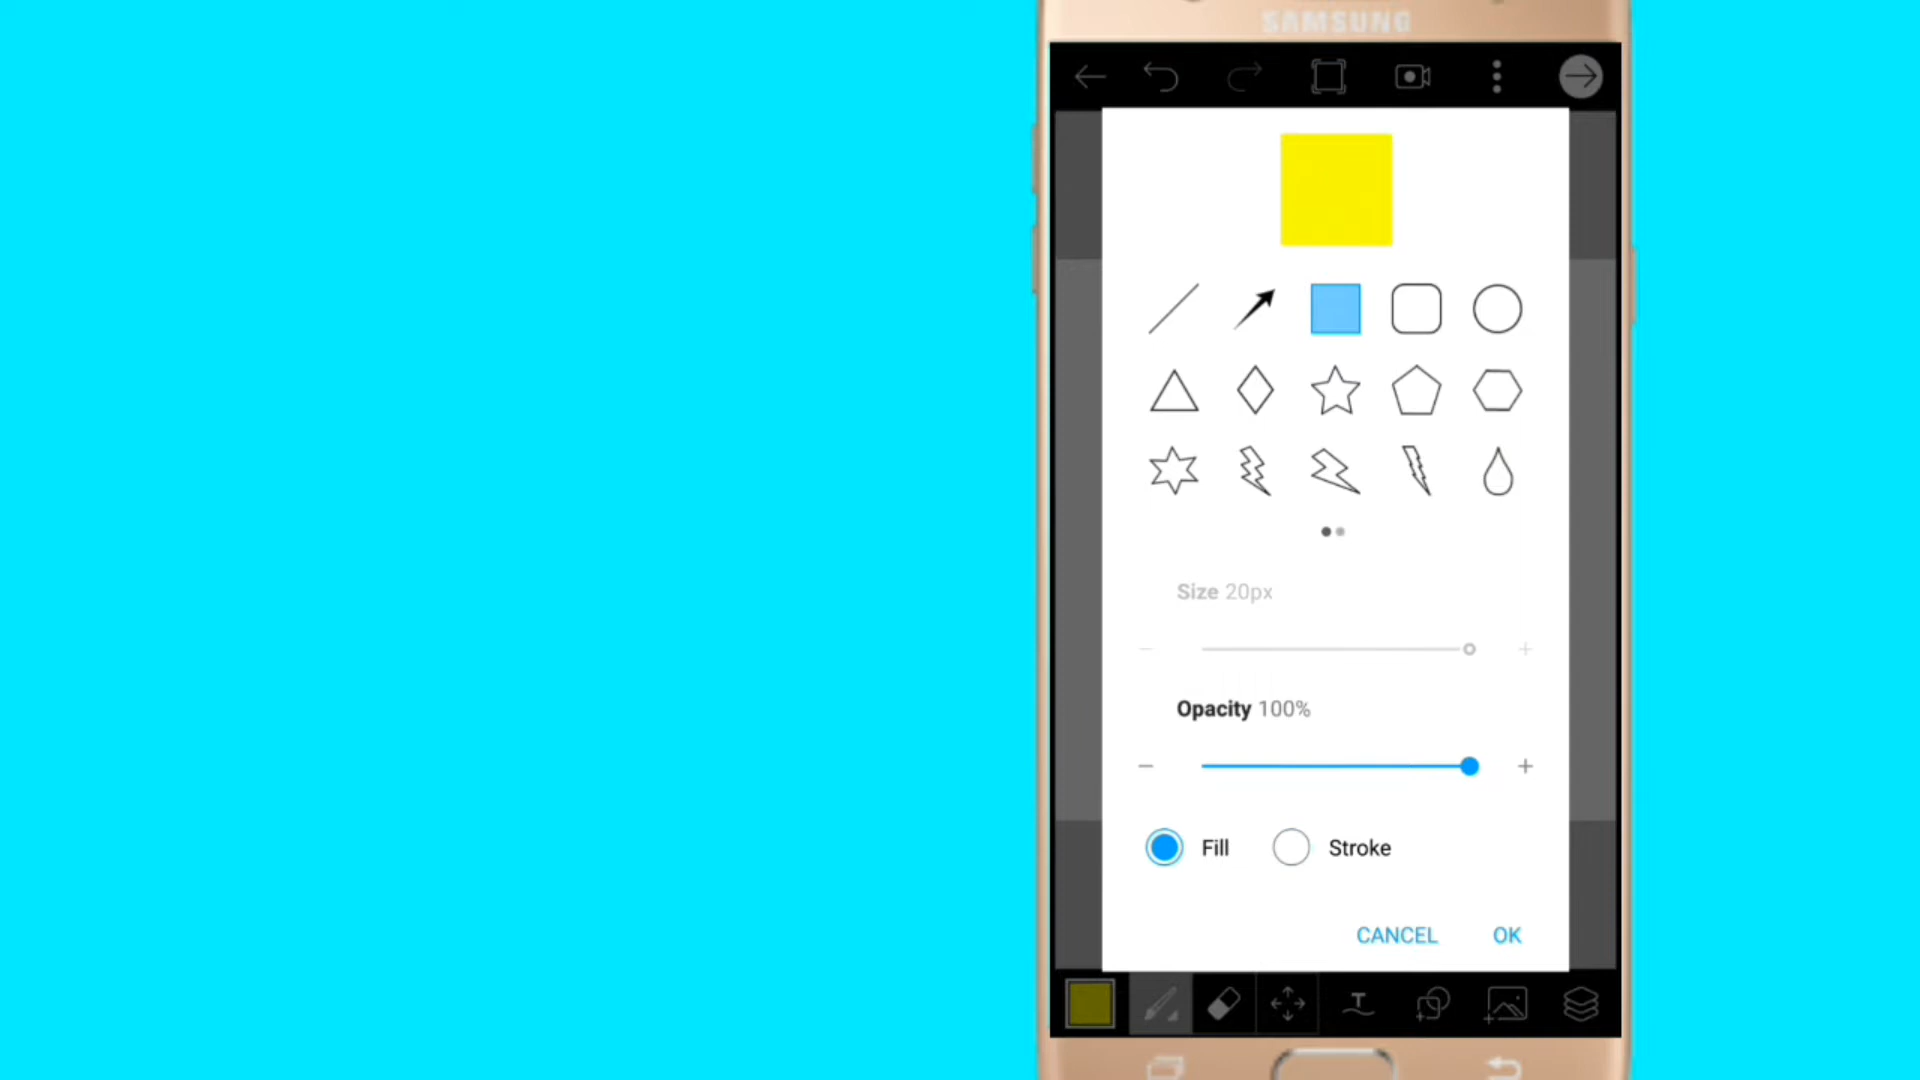 SAMSUNG
Size 20px
Opacity 100%
Fill
Stroke
CANCEL
OK